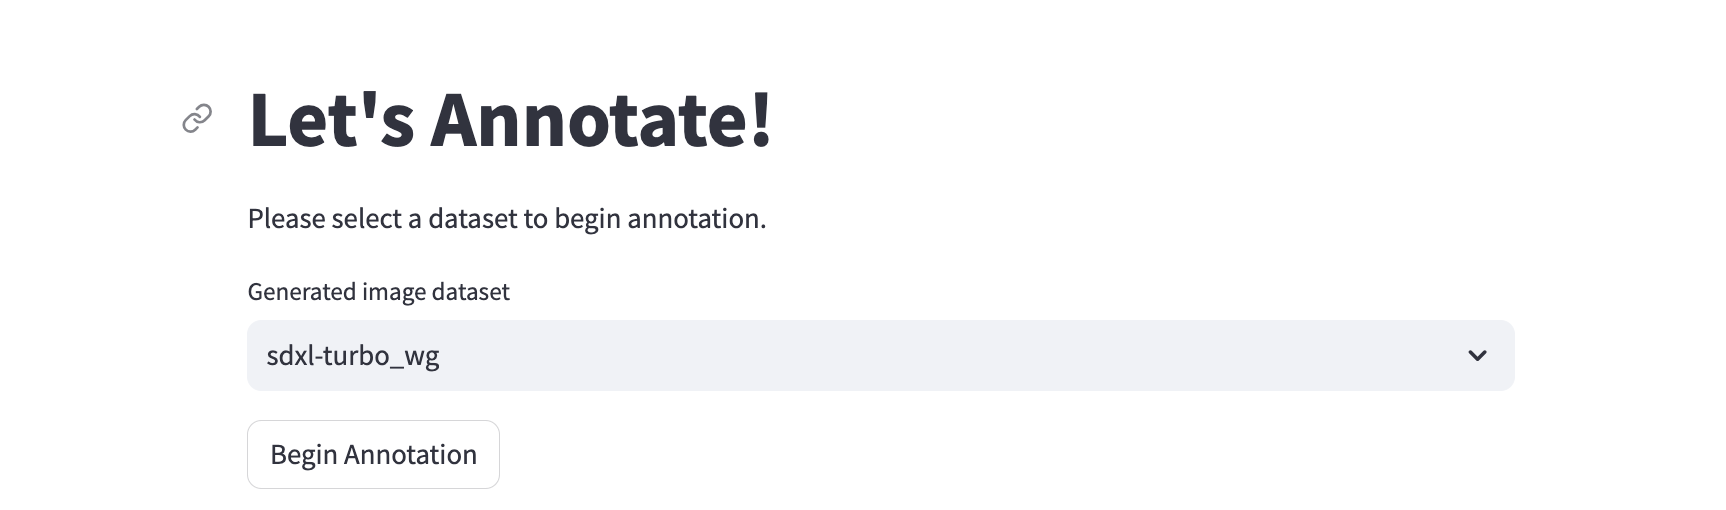 Let's Annotate!
Please select a dataset to begin annotation.
Generated image dataset
sdxl-turbo_wg
Begin Annotation